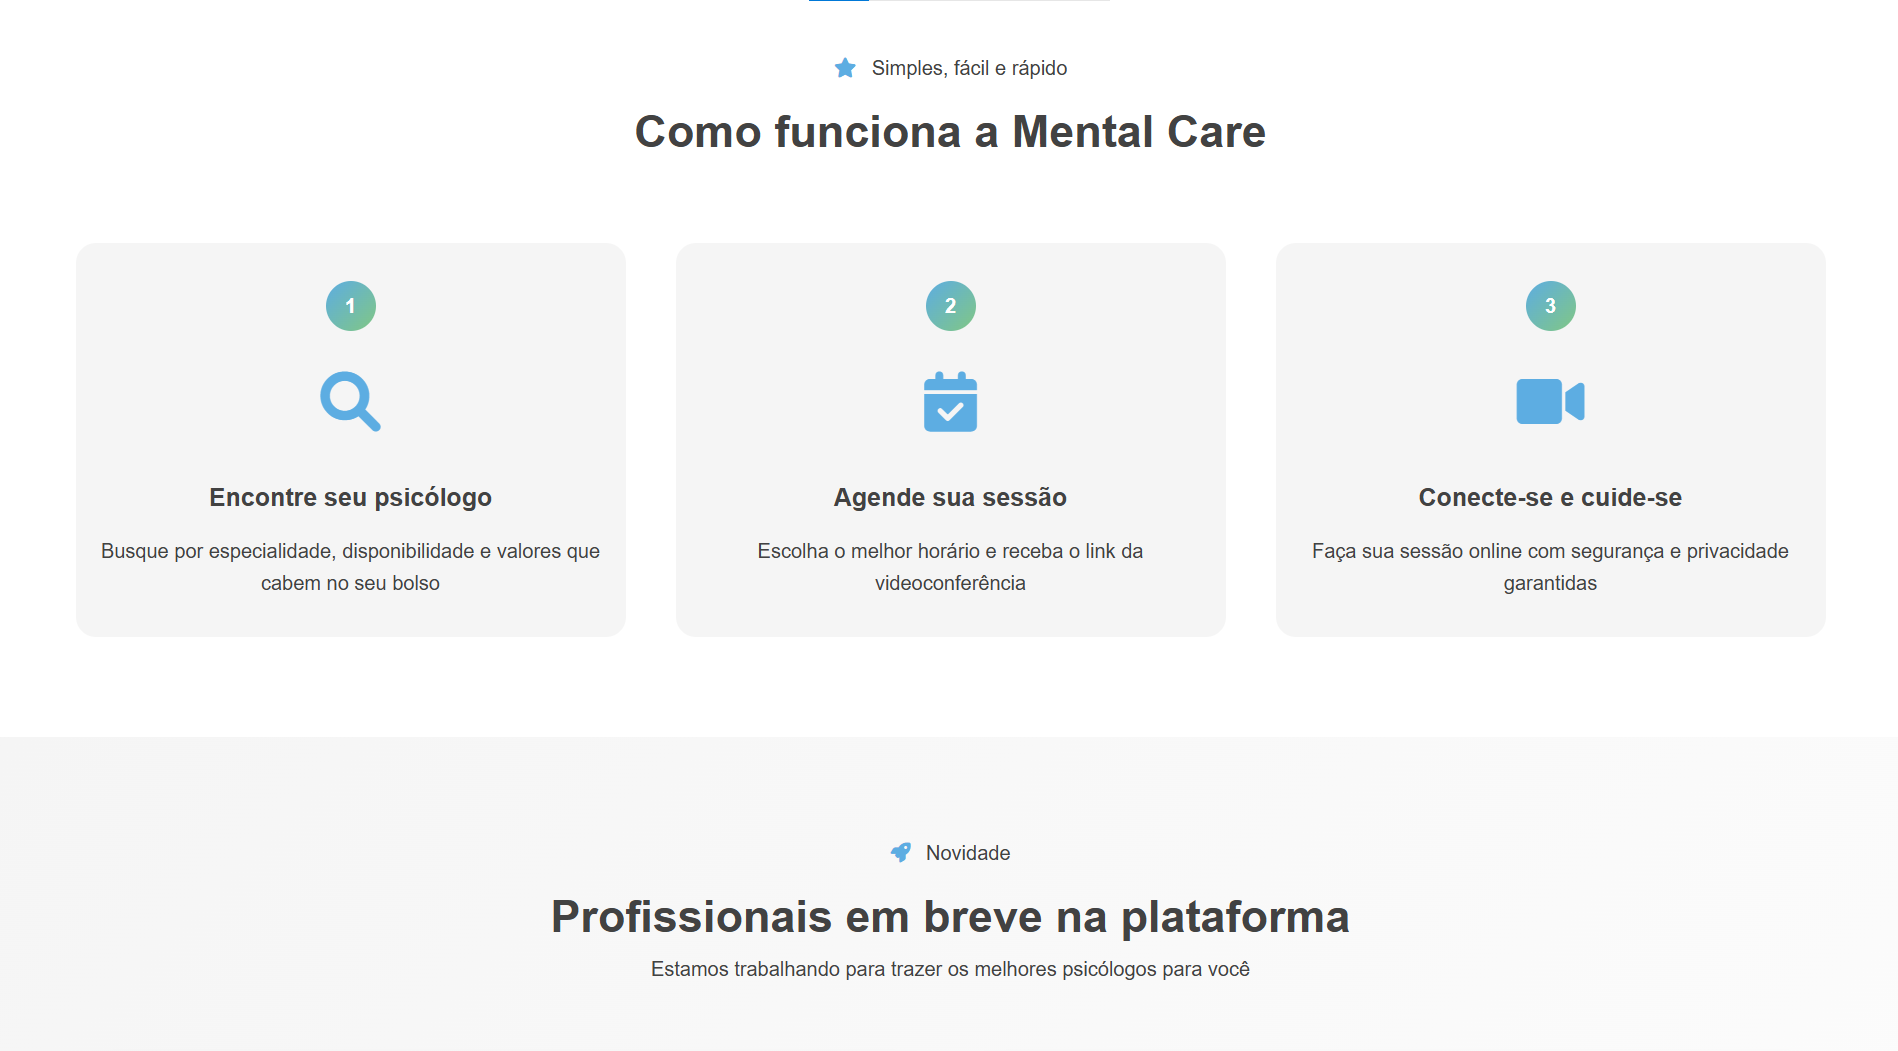 Simples, fácil e rápido
Como funciona a Mental Care
1
Encontre seu psicólogo
Busque por especialidade, disponibilidade e valores que
cabem no seu bolso
2
Agende sua sessão
Escolha o melhor horário e receba o link da
videoconferência
3
Conecte-se e cuide-se
Faça sua sessão online com segurança e privacidade
garantidas
Novidade
Profissionais em breve na plataforma
Estamos trabalhando para trazer os melhores psicólogos para você